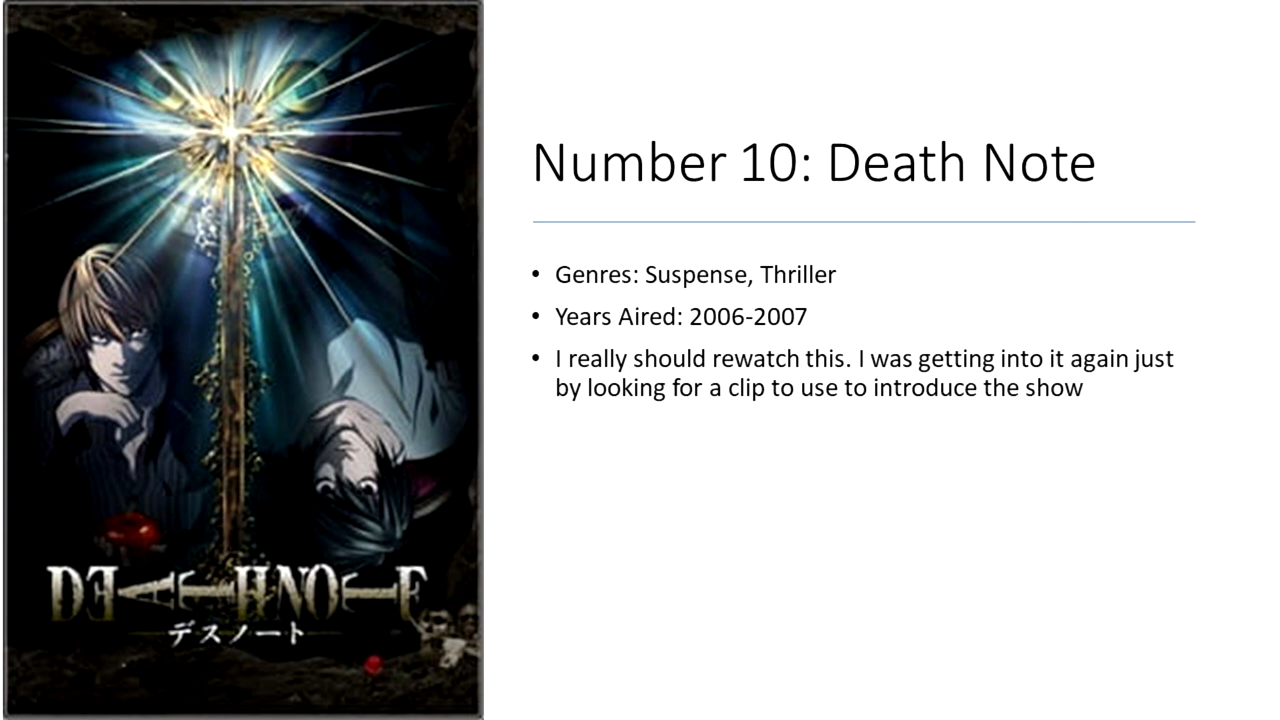 Number 10: Death Note
• Genres: Suspense, Thriller
• Years Aired: 2006-2007
• I really should rewatch this. I was getting into it again just
by looking for a clip to use to introduce the show
DEATH NOTE
デスノート